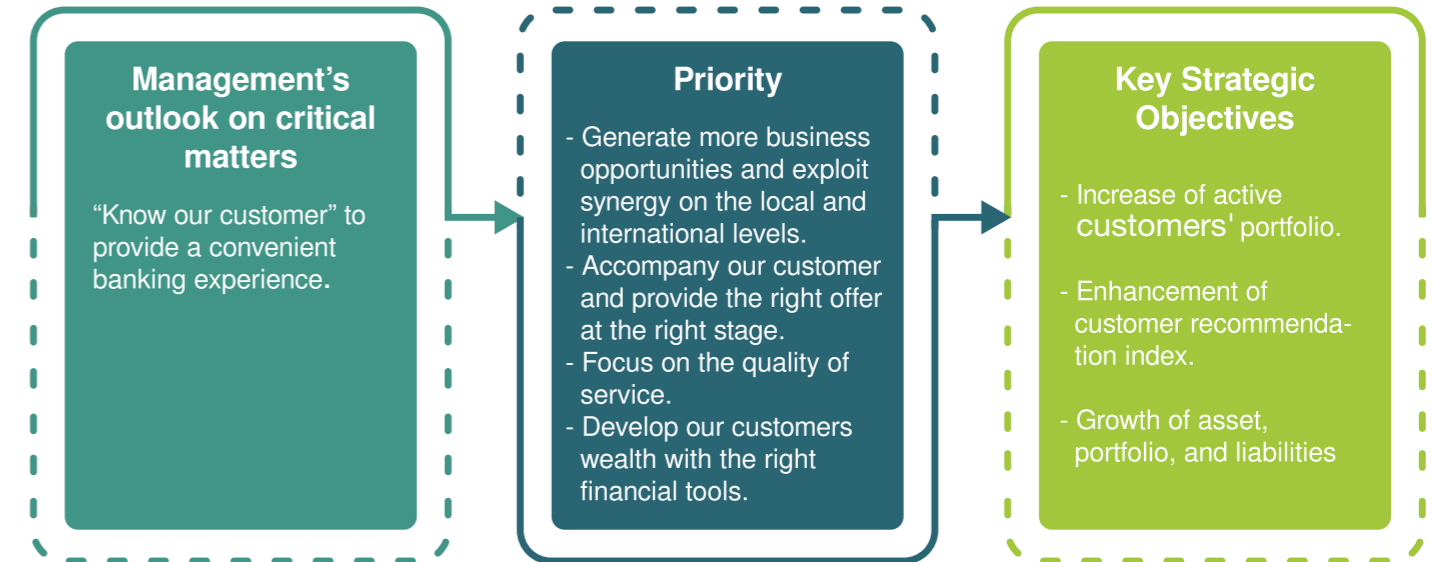 Management’s
outlook on critical
matters
“Know our customer” to
provide a convenient
banking experience.
Priority
- Generate more business
opportunities and exploit
synergy on the local and
international levels.
- Accompany our customer
and provide the right offer
at the right stage.
- Focus on the quality of
service.
- Develop our customers
wealth with the right
financial tools.
Key Strategic
Objectives
- Increase of active
customers' portfolio.
- Enhancement of
customer recommenda-
tion index.
- Growth of asset,
portfolio, and liabilities